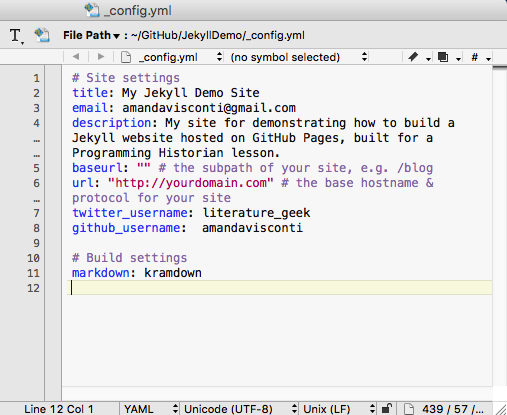 _config.yml
T
File Path ▾ : ~/GitHub/JekyllDemo/_config.yml
_config.yml (no symbol selected) #
1 # Site settings
2 title: My Jekyll Demo Site
3 email: amandavisconti@gmail.com
4 description: My site for demonstrating how to build a
… Jekyll website hosted on GitHub Pages, built for a
… Programming Historian lesson.
5 baseurl: "" # the subpath of your site, e.g. /blog
6 url: "http://yourdomain.com" # the base hostname &
… protocol for your site
7 twitter_username: literature_geek
8 github_username:  amandavisconti
9
10 # Build settings
11 markdown: kramdown
12
Line 12 Col 1 YAML Unicode (UTF-8) Unix (LF) 439 / 57 /…